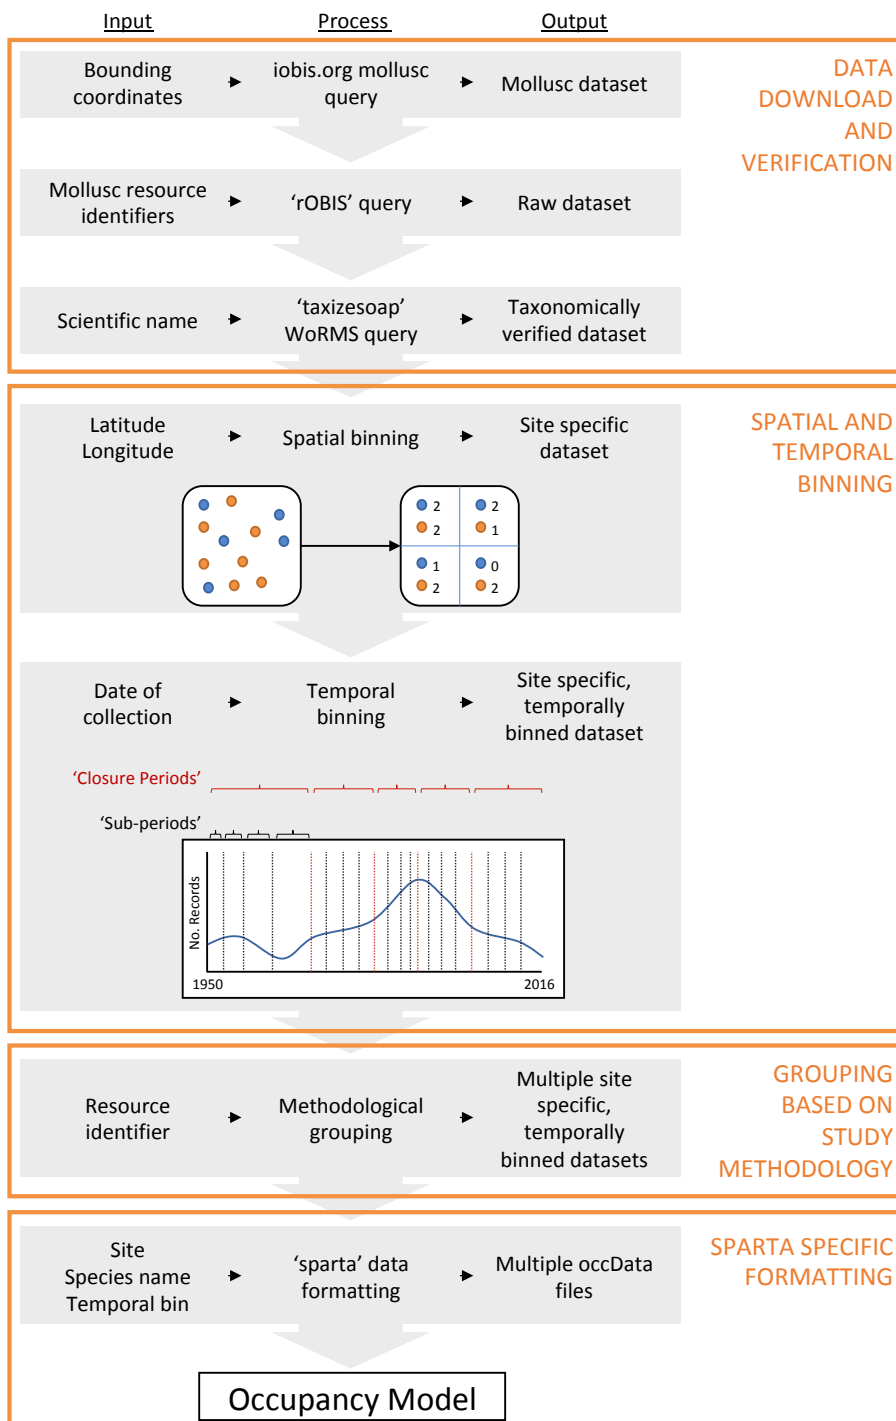 Input
Process
Output
Bounding
coordinates
iobis.org mollusc
query
Mollusc dataset
DATA
DOWNLOAD
AND
VERIFICATION
Mollusc resource
identifiers
‘rOBIS’ query
Raw dataset
Scientific name
‘taxizesoap’
WoRMS query
Taxonomically
verified dataset
Latitude
Longitude
Spatial binning
Site specific
dataset
SPATIAL AND
TEMPORAL
BINNING
2
2
2
1
1
0
2
2
Date of
collection
Temporal
binning
Site specific,
temporally
binned dataset
‘Closure Periods’
‘Sub-periods’
No. Records
1950
2016
Resource
identifier
Methodological
grouping
Multiple site
specific,
temporally
binned datasets
GROUPING
BASED ON
STUDY
METHODOLOGY
Site
Species name
Temporal bin
‘sparta’ data
formatting
Multiple occData
files
SPARTA SPECIFIC
FORMATTING
Occupancy Model